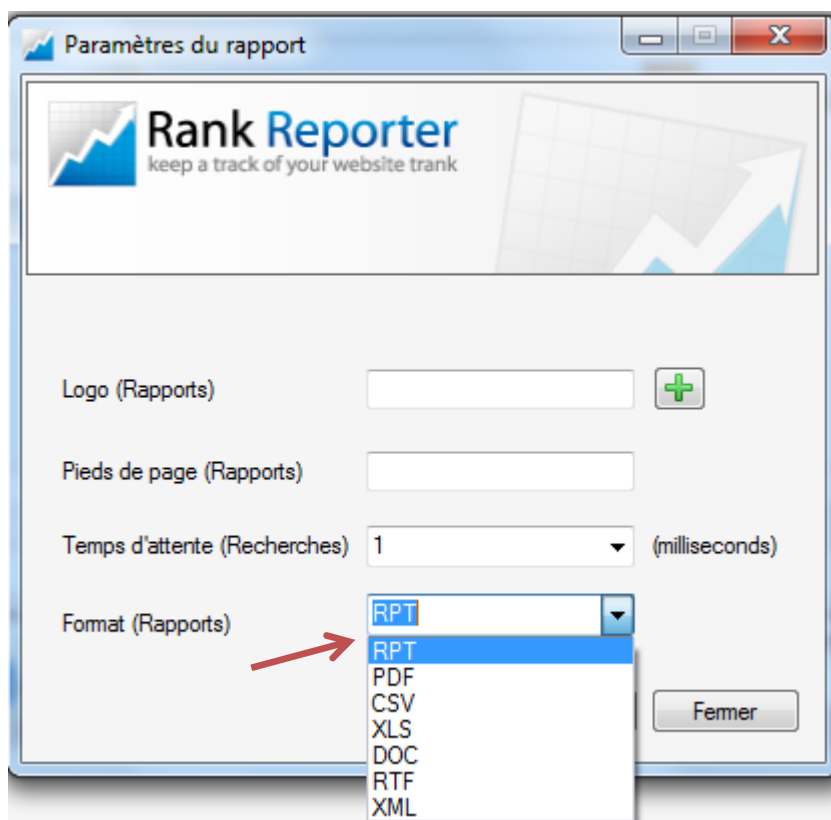 Paramètres du rapport
Rank Reporter
keep a track of your website trank
Logo (Rapports)
Pieds de page (Rapports)
Temps d'attente (Recherches) 1 (milliseconds)
Format (Rapports) RPT
RPT
PDF
CSV
XLS
DOC
RTF
XML
Fermer